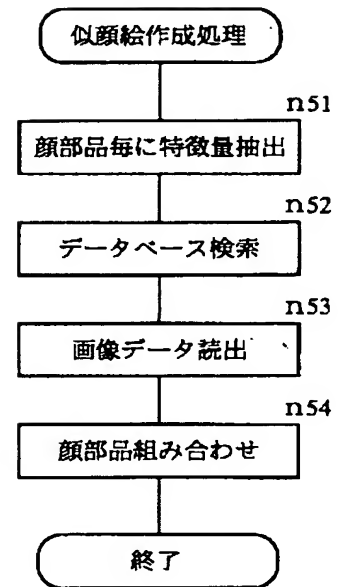 似顔絵作成処理
n51
顔部品毎に特徴量抽出
n52
データベース検索
n53
画像データ読出
n54
顔部品組み合わせ
終了